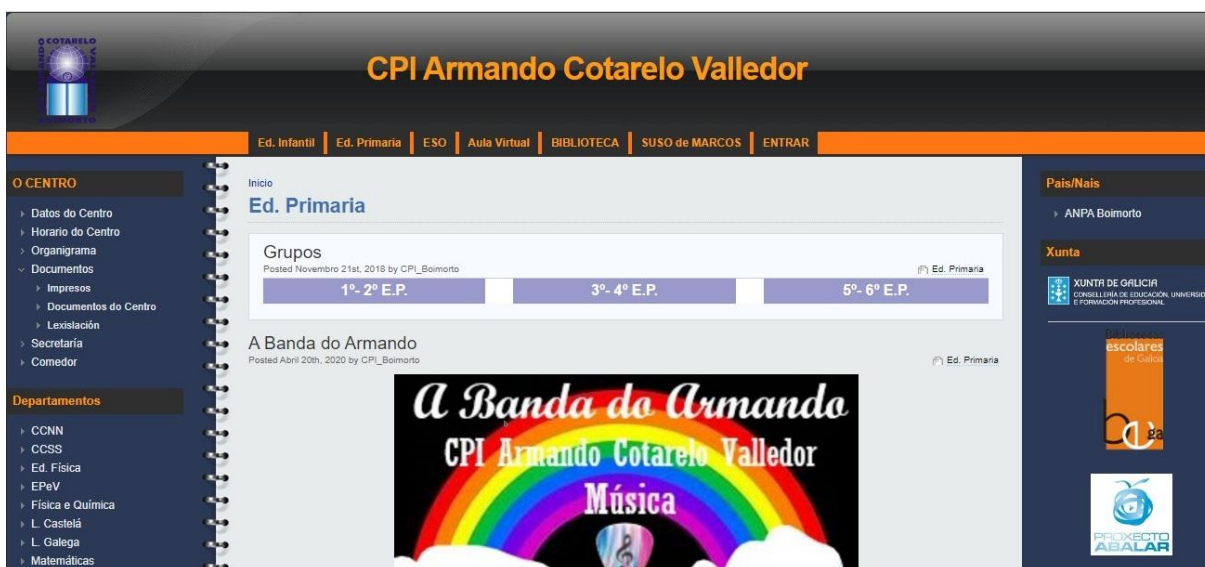 COTARELO
CPI Armando Cotarelo Valledor
Ed. Infantil Ed. Primaria ESO Aula Virtual BIBLIOTECA SUSO de MARCOS ENTRAR
O CENTRO
Datos do Centro
Horario do Centro
Organigrama
Documentos
Impresos
Documentos do Centro
Lexislación
Secretaría
Comedor
Departamentos
CCNN
CCSS
Ed. Física
EPeV
Física e Química
L. Castelá
L. Galega
Matemáticas
Inicio
Ed. Primaria
Grupos
Posted Novembro 21st, 2018 by CPI_Boimorto
Ed. Primaria
1º- 2º E.P. 3º- 4º E.P. 5º- 6º E.P.
A Banda do Armando
Posted Abril 20th, 2020 by CPI_Boimorto
Ed. Primaria
A Banda do Armando
CPI Armando Cotarelo Valledor
Música
Pais/Nais
ANPA Boimorto
Xunta
XUNTA DE GALICIA
CONSELLERÍA DE EDUCACIÓN, UNIVERSID
E FORMACIÓN PROFESIONAL
Bibliotecas
escolares
de Galicia
bega
PROXECTO
ABALAR